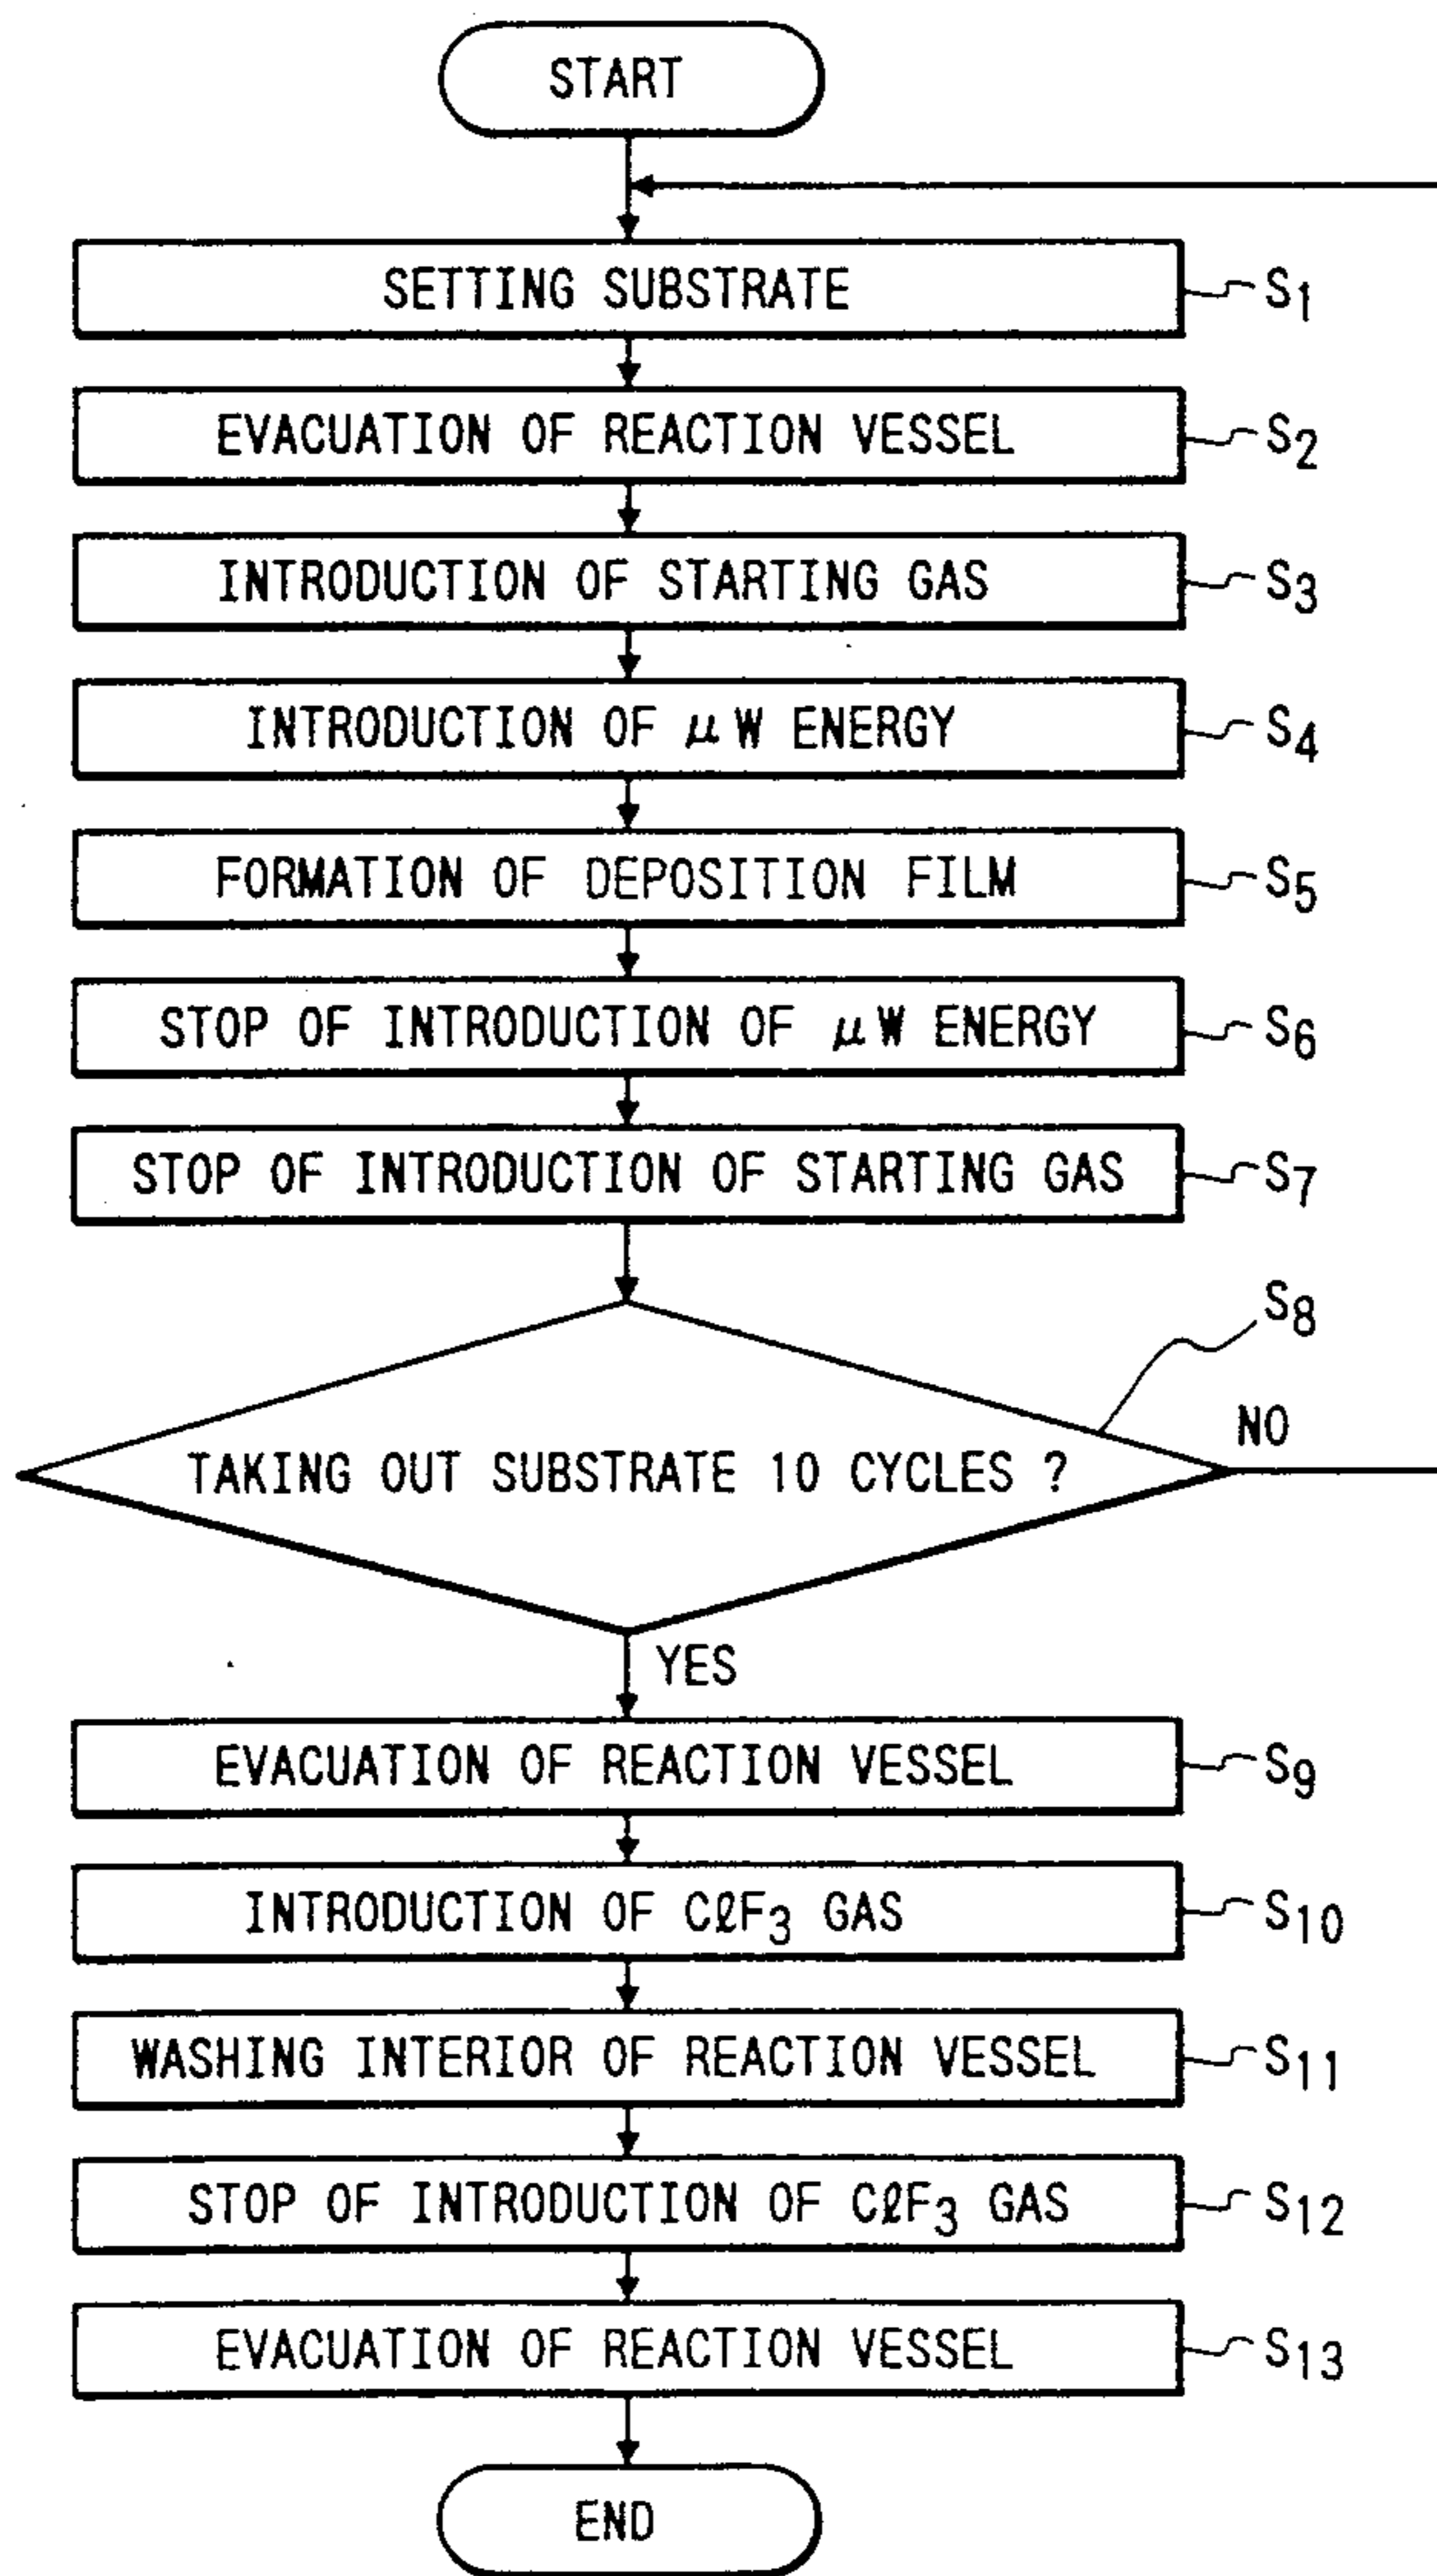 START
SETTING SUBSTRATE S1
EVACUATION OF REACTION VESSEL S2
INTRODUCTION OF STARTING GAS S3
INTRODUCTION OF μW ENERGY S4
FORMATION OF DEPOSITION FILM S5
STOP OF INTRODUCTION OF μW ENERGY S6
STOP OF INTRODUCTION OF STARTING GAS S7
S8
NO
TAKING OUT SUBSTRATE 10 CYCLES ?
YES
EVACUATION OF REACTION VESSEL S9
INTRODUCTION OF CℓF3 GAS S10
WASHING INTERIOR OF REACTION VESSEL S11
STOP OF INTRODUCTION OF CℓF3 GAS S12
EVACUATION OF REACTION VESSEL S13
END